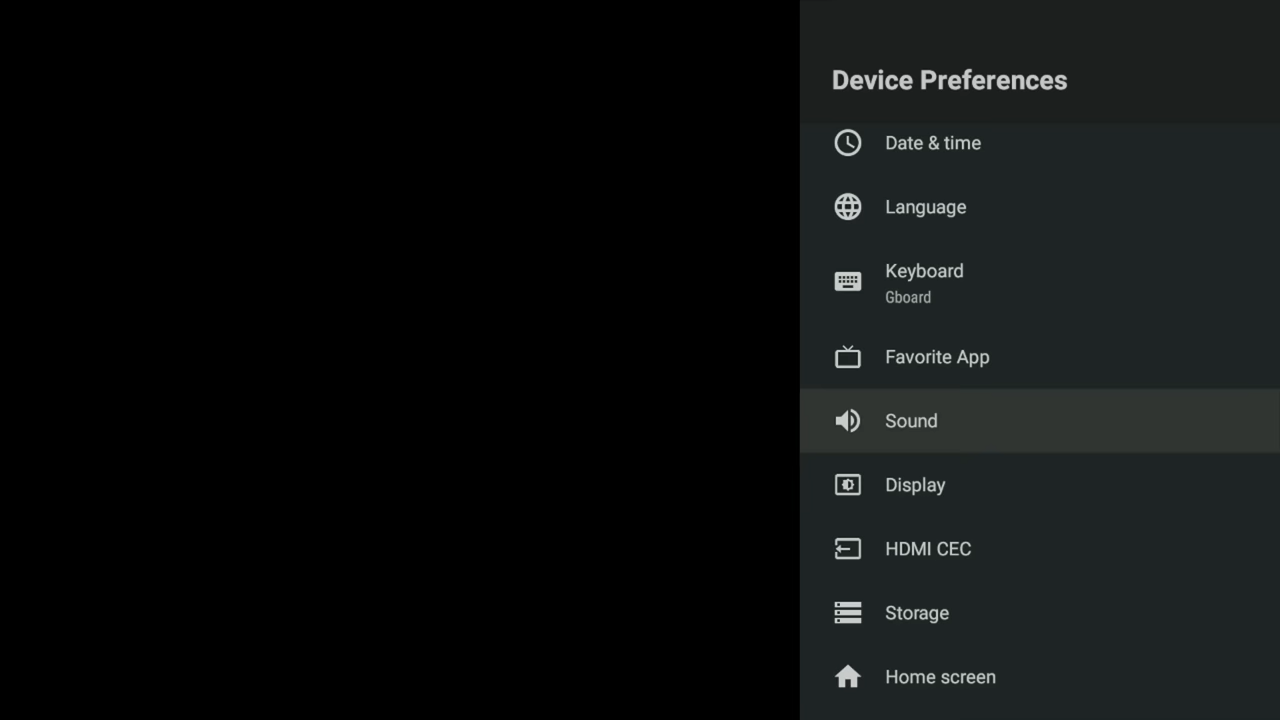 Device Preferences
Date & time
Language
Keyboard
Gboard
Favorite App
Sound
Display
HDMI CEC
Storage
Home screen